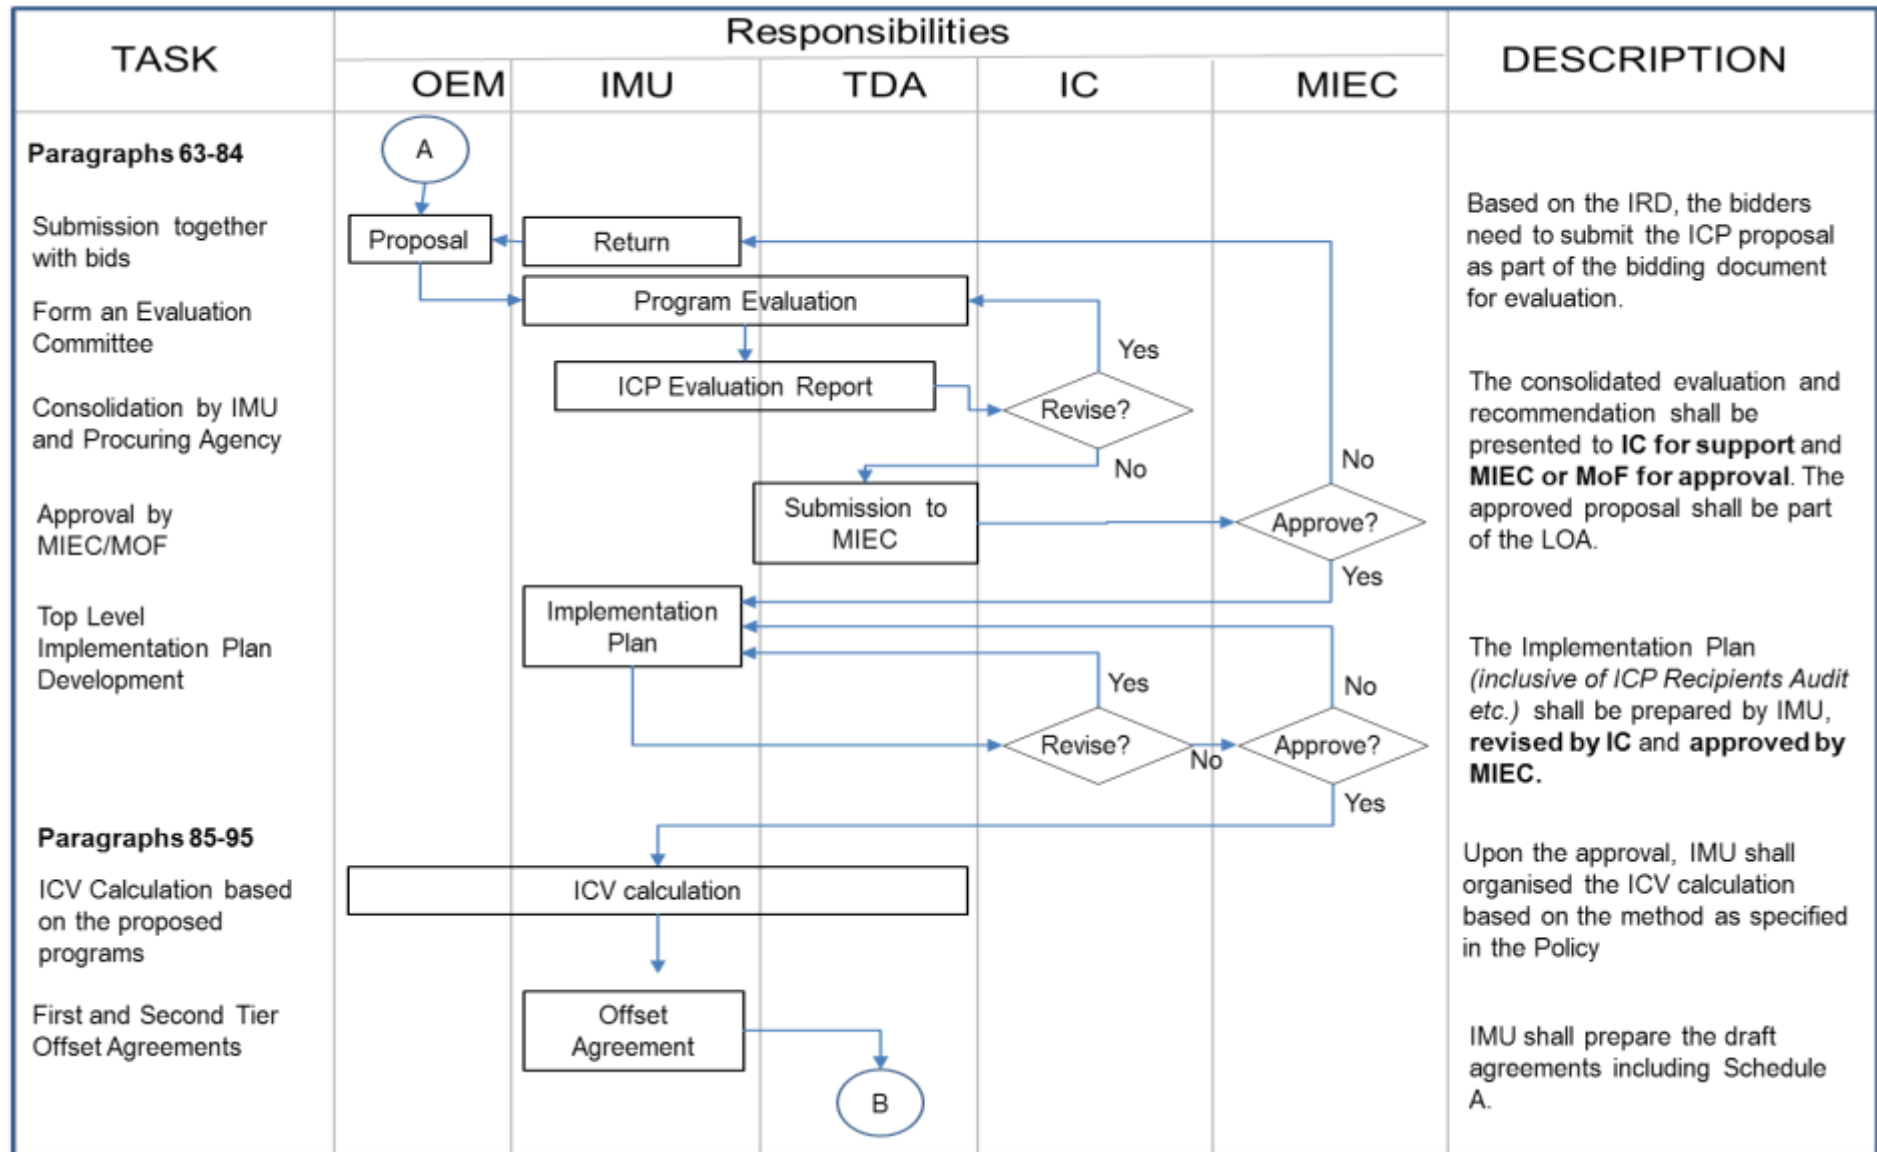 TASK
Responsibilities
OEM
IMU
TDA
IC
MIEC
DESCRIPTION
Paragraphs 63-84
Submission together
with bids
Form an Evaluation
Committee
Consolidation by IMU
and Procuring Agency
Approval by
MIEC/MOF
Top Level
Implementation Plan
Development
Paragraphs 85-95
ICV Calculation based
on the proposed
programs
First and Second Tier
Offset Agreements
A
Proposal
Return
Program Evaluation
Yes
ICP Evaluation Report
Revise?
No
No
Submission to
MIEC
Approve?
Yes
Implementation
Plan
Yes
No
Revise?
No
Approve?
Yes
ICV calculation
Offset
Agreement
B
Based on the IRD, the bidders
need to submit the ICP proposal
as part of the bidding document
for evaluation.
The consolidated evaluation and
recommendation shall be
presented to IC for support and
MIEC or MoF for approval. The
approved proposal shall be part
of the LOA.
The Implementation Plan
(inclusive of ICP Recipients Audit
etc.) shall be prepared by IMU,
revised by IC and approved by
MIEC.
Upon the approval, IMU shall
organised the ICV calculation
based on the method as specified
in the Policy
IMU shall prepare the draft
agreements including Schedule
A.